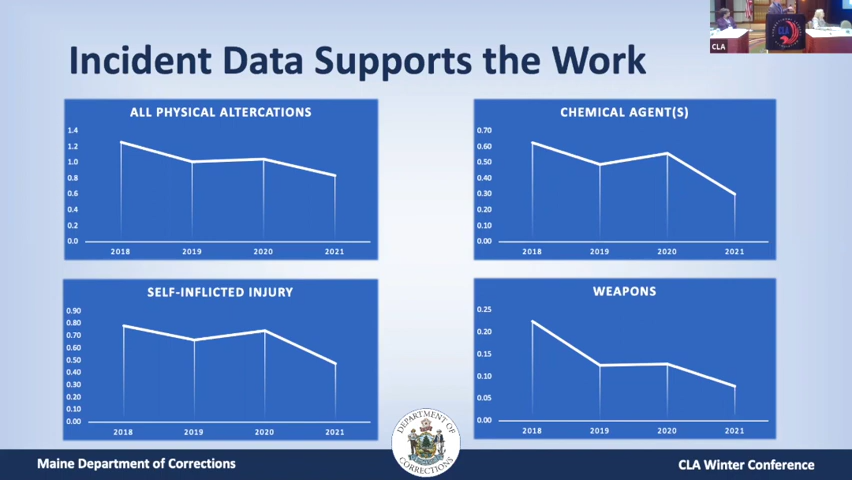 Incident Data Supports the Work
CLA
CLA
ALL PHYSICAL ALTERCATIONS
1.4
1.2
1.0
0.8
0.6
0.4
0.2
0.0
2018 2019 2020 2021
CHEMICAL AGENT(S)
0.70
0.60
0.50
0.40
0.30
0.20
0.10
0.00
2018 2019 2020 2021
SELF-INFLICTED INJURY
0.90
0.80
0.70
0.60
0.50
0.40
0.30
0.20
0.10
0.00
2018 2019 2020 2021
WEAPONS
0.25
0.20
0.15
0.10
0.05
0.00
2018 2019 2020 2021
DEPARTMENT OF
CORRECTIONS
Maine Department of Corrections
CLA Winter Conference